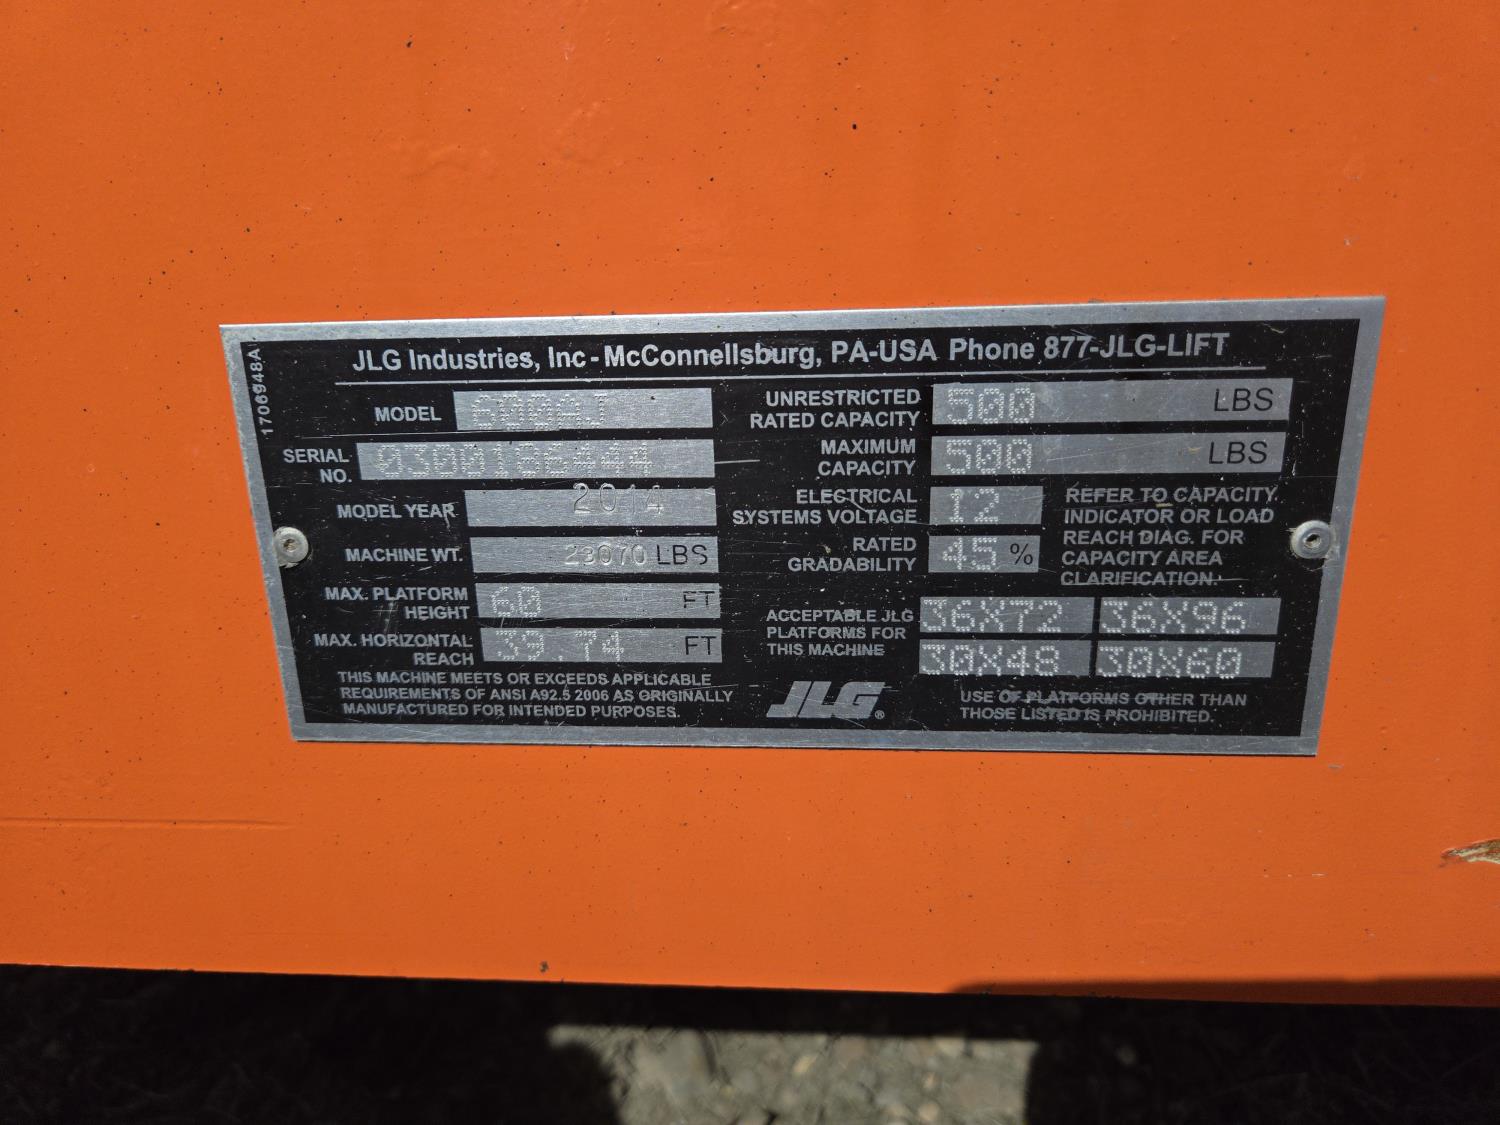 JLG Industries, Inc - McConnellsburg, PA-USA Phone 877-JLG-LIFT
1706948A
MODEL 600AJ
SERIAL NO. 0300186444
MODEL YEAR 2014
MACHINE WT. 23070 LBS
MAX. PLATFORM HEIGHT 60 FT
MAX. HORIZONTAL REACH 39.74 FT
THIS MACHINE MEETS OR EXCEEDS APPLICABLE
REQUIREMENTS OF ANSI A92.5 2006 AS ORIGINALLY
MANUFACTURED FOR INTENDED PURPOSES.
UNRESTRICTED RATED CAPACITY 500 LBS
MAXIMUM CAPACITY 500 LBS
ELECTRICAL SYSTEMS VOLTAGE 12
RATED GRADABILITY 45 %
REFER TO CAPACITY
INDICATOR OR LOAD
REACH DIAG. FOR
CAPACITY AREA
CLARIFICATION.
ACCEPTABLE JLG
PLATFORMS FOR
THIS MACHINE
36X72 36X96
30X48 30X60
JLG®
USE OF PLATFORMS OTHER THAN
THOSE LISTED IS PROHIBITED.